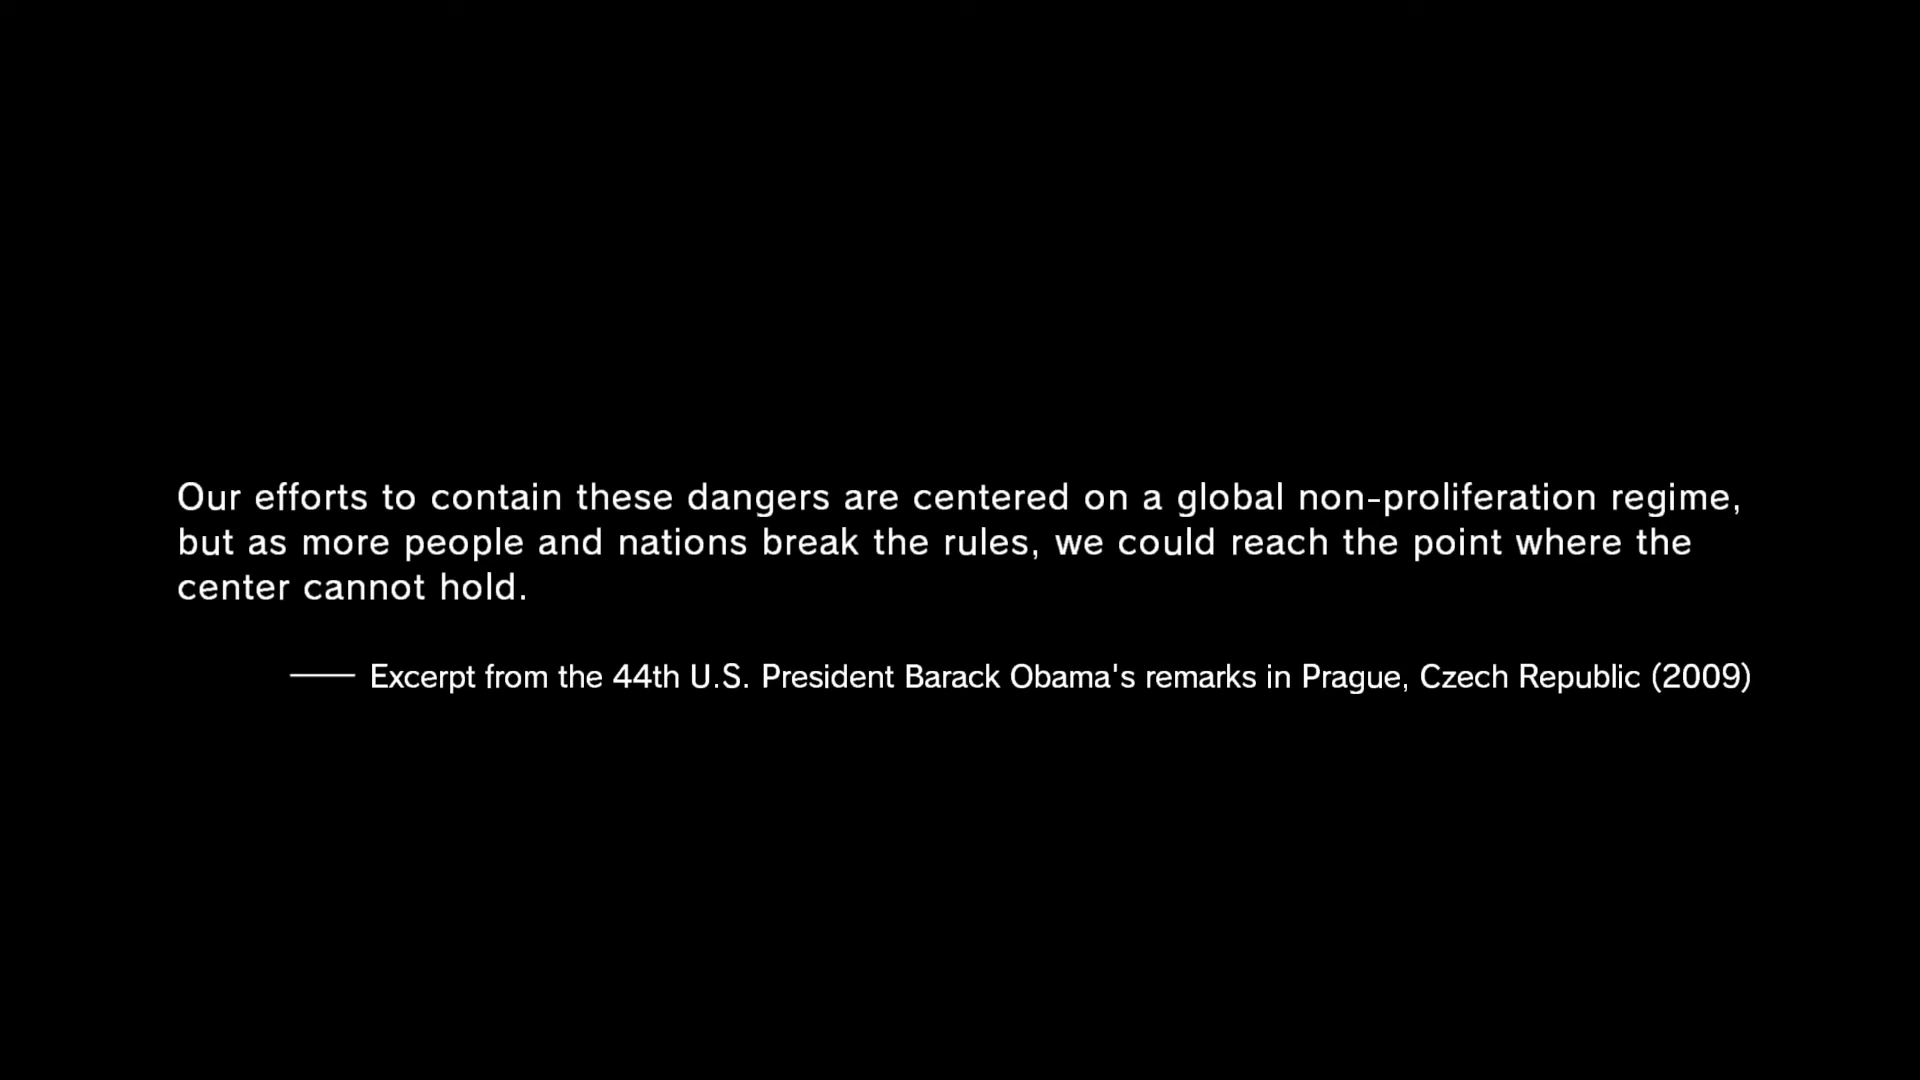 Our efforts to contain these dangers are centered on a global non-proliferation regime,
but as more people and nations break the rules, we could reach the point where the
center cannot hold.
—— Excerpt from the 44th U.S. President Barack Obama's remarks in Prague, Czech Republic (2009)